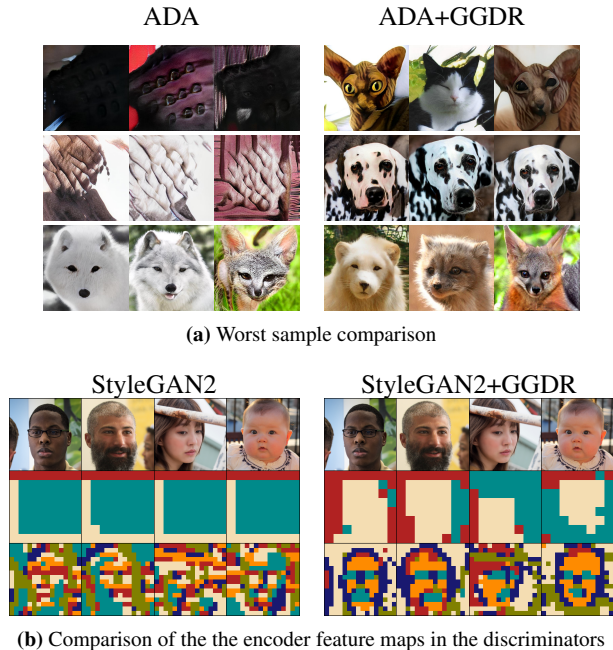 ADA ADA+GGDR
(a) Worst sample comparison
StyleGAN2 StyleGAN2+GGDR
(b) Comparison of the the encoder feature maps in the discriminators